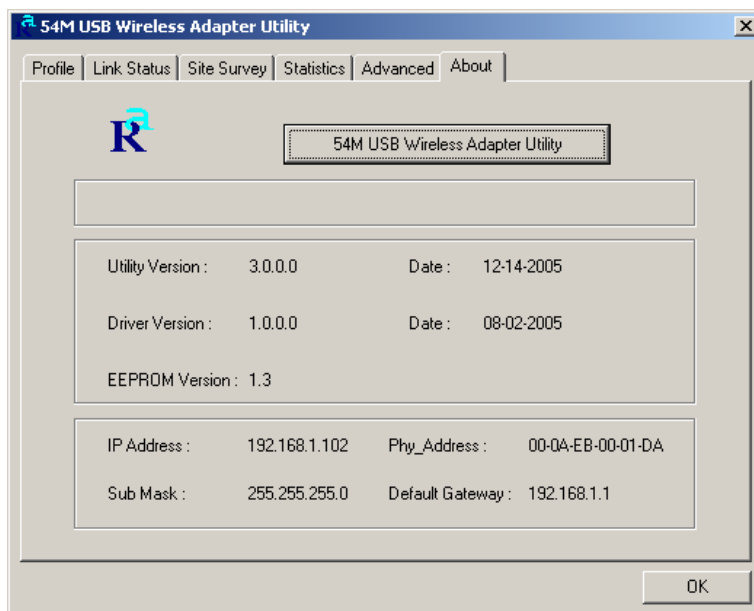 54M USB Wireless Adapter Utility
Profile Link Status Site Survey Statistics Advanced About
Ra
54M USB Wireless Adapter Utility
Utility Version : 3.0.0.0 Date : 12-14-2005
Driver Version : 1.0.0.0 Date : 08-02-2005
EEPROM Version : 1.3
IP Address : 192.168.1.102 Phy_Address : 00-0A-EB-00-01-DA
Sub Mask : 255.255.255.0 Default Gateway : 192.168.1.1
OK